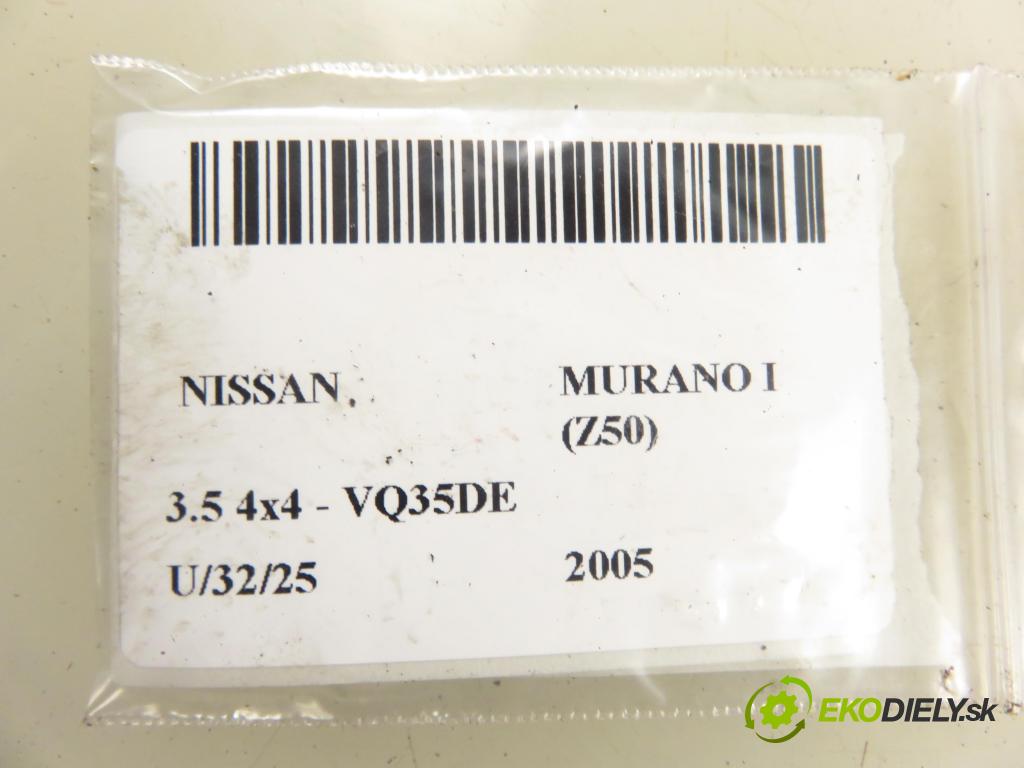 NISSAN MURANO I
(Z50)
3.5 4x4 - VQ35DE
U/32/25 2005
EKODIELY.sk